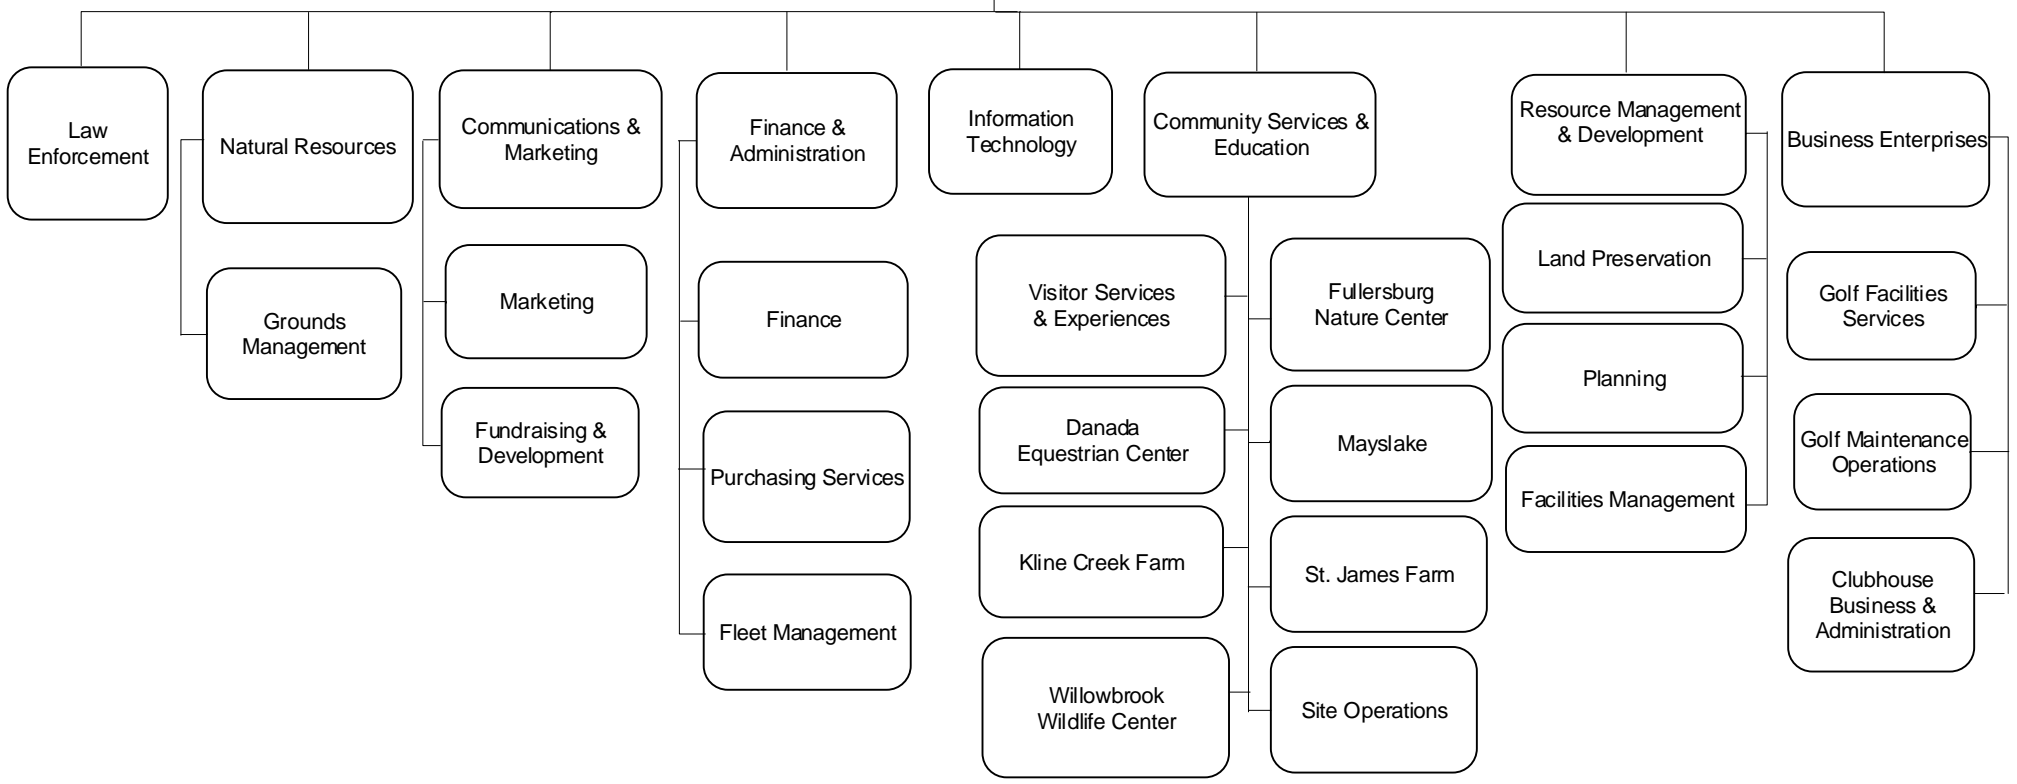 Law
Enforcement
Natural Resources
Communications &
Marketing
Finance &
Administration
Information
Technology
Community Services &
Education
Resource Management
& Development
Business Enterprises
Grounds
Management
Marketing
Fundraising &
Development
Finance
Purchasing Services
Fleet Management
Visitor Services
& Experiences
Danada
Equestrian Center
Kline Creek Farm
Willowbrook
Wildlife Center
Fullersburg
Nature Center
Mayslake
St. James Farm
Site Operations
Land Preservation
Planning
Facilities Management
Golf Facilities
Services
Golf Maintenance
Operations
Clubhouse
Business &
Administration